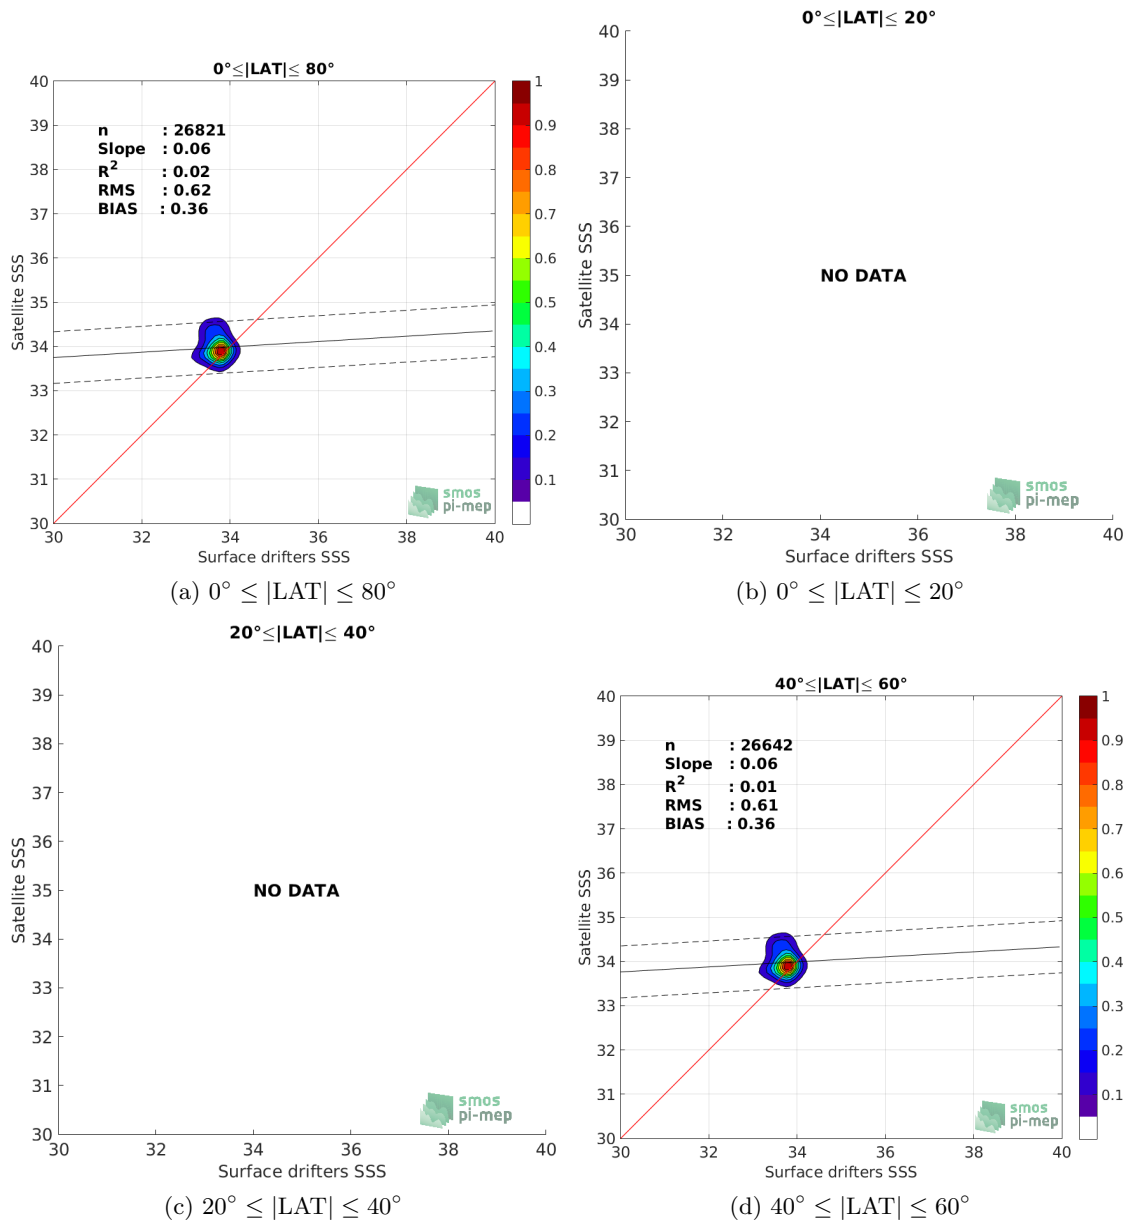 0°≤|LAT|≤ 80°
40
39
38
37
36
35
34
33
32
31
30
Satellite SSS
n : 26821
Slope : 0.06
R² : 0.02
RMS : 0.62
BIAS : 0.36
smos
pi-mep
30 32 34 36 38 40
Surface drifters SSS
1
0.9
0.8
0.7
0.6
0.5
0.4
0.3
0.2
0.1
(a) 0° ≤ |LAT| ≤ 80°
0°≤|LAT|≤ 20°
40
39
38
37
36
35
34
33
32
31
30
Satellite SSS
NO DATA
smos
pi-mep
30 32 34 36 38 40
Surface drifters SSS
(b) 0° ≤ |LAT| ≤ 20°
20°≤|LAT|≤ 40°
40
39
38
37
36
35
34
33
32
31
30
Satellite SSS
NO DATA
smos
pi-mep
30 32 34 36 38 40
Surface drifters SSS
(c) 20° ≤ |LAT| ≤ 40°
40°≤|LAT|≤ 60°
40
39
38
37
36
35
34
33
32
31
30
Satellite SSS
n : 26642
Slope : 0.06
R² : 0.01
RMS : 0.61
BIAS : 0.36
smos
pi-mep
30 32 34 36 38 40
Surface drifters SSS
1
0.9
0.8
0.7
0.6
0.5
0.4
0.3
0.2
0.1
(d) 40° ≤ |LAT| ≤ 60°